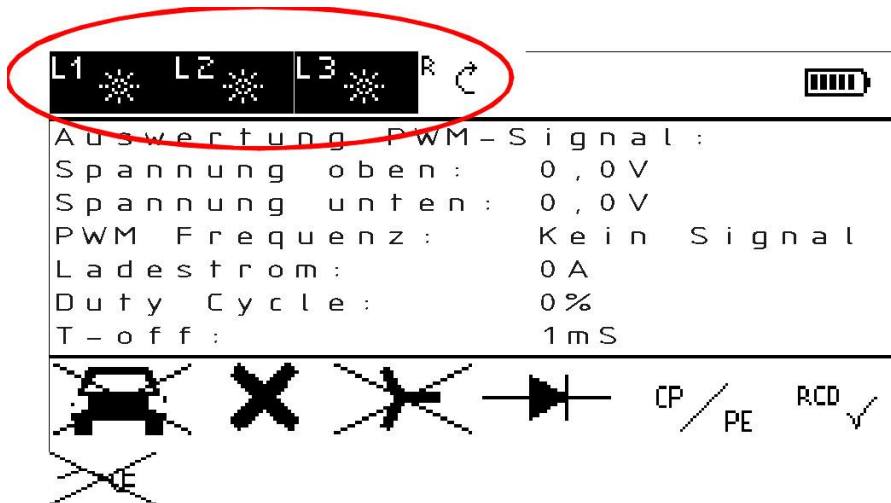 L1 L2 L3 R
Auswertung PWM-Signal:
Spannung oben: 0,0V
Spannung unten: 0,0V
PWM Frequenz: Kein Signal
Ladestrom: 0A
Duty Cycle: 0%
T-off: 1mS
CP/PE RCD